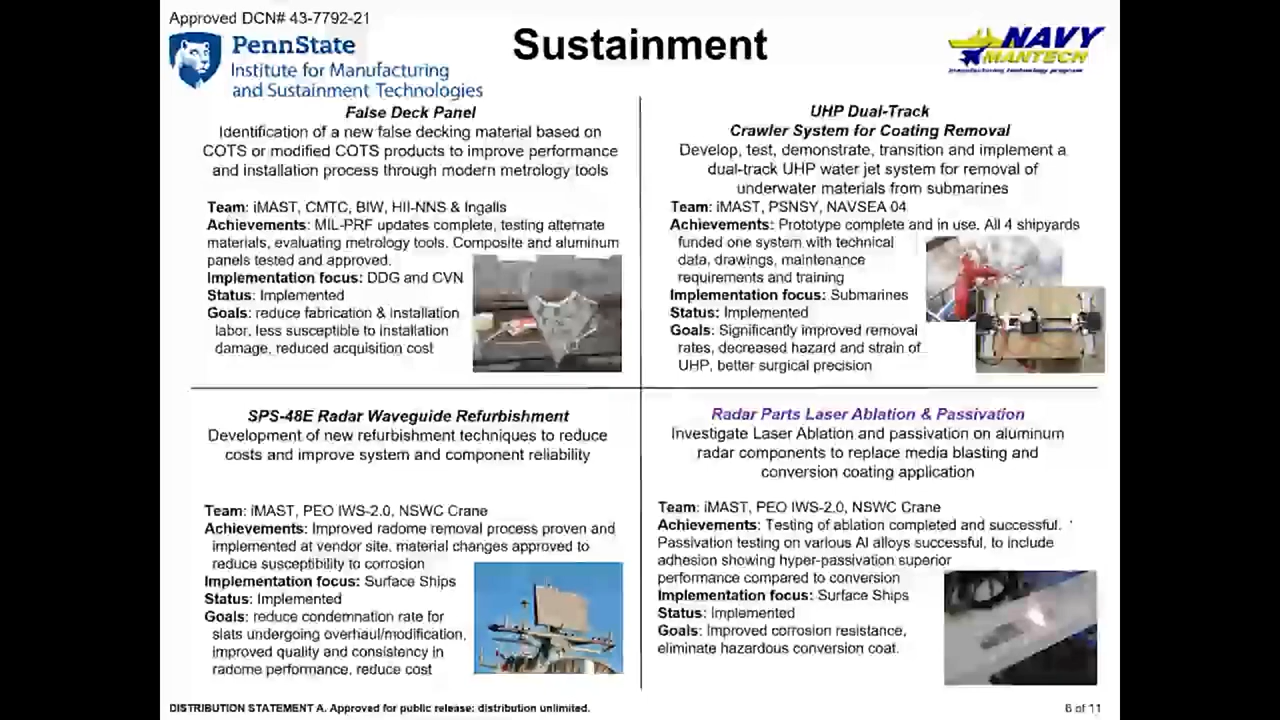 Approved DCN# 43-7792-21
PennState
Institute for Manufacturing
and Sustainment Technologies
Sustainment
NAVY
MANTECH
manufacturing technology program
False Deck Panel
Identification of a new false decking material based on
COTS or modified COTS products to improve performance
and installation process through modern metrology tools
Team: iMAST, CMTC, BIW, HII-NNS & Ingalls
Achievements: MIL-PRF updates complete, testing alternate
materials, evaluating metrology tools. Composite and aluminum
panels tested and approved.
Implementation focus: DDG and CVN
Status: Implemented
Goals: reduce fabrication & installation
labor, less susceptible to installation
damage, reduced acquisition cost
UHP Dual-Track
Crawler System for Coating Removal
Develop, test, demonstrate, transition and implement a
dual-track UHP water jet system for removal of
underwater materials from submarines
Team: iMAST, PSNSY, NAVSEA 04
Achievements: Prototype complete and in use. All 4 shipyards
funded one system with technical
data, drawings, maintenance
requirements and training
Implementation focus: Submarines
Status: Implemented
Goals: Significantly improved removal
rates, decreased hazard and strain of
UHP, better surgical precision
SPS-48E Radar Waveguide Refurbishment
Development of new refurbishment techniques to reduce
costs and improve system and component reliability
Team: iMAST, PEO IWS-2.0, NSWC Crane
Achievements: Improved radome removal process proven and
implemented at vendor site, material changes approved to
reduce susceptibility to corrosion
Implementation focus: Surface Ships
Status: Implemented
Goals: reduce condemnation rate for
slats undergoing overhaul/modification,
improved quality and consistency in
radome performance, reduce cost
Radar Parts Laser Ablation & Passivation
Investigate Laser Ablation and passivation on aluminum
radar components to replace media blasting and
conversion coating application
Team: iMAST, PEO IWS-2.0, NSWC Crane
Achievements: Testing of ablation completed and successful.
Passivation testing on various Al alloys successful, to include
adhesion showing hyper-passivation superior
performance compared to conversion
Implementation focus: Surface Ships
Status: Implemented
Goals: Improved corrosion resistance,
eliminate hazardous conversion coat.
DISTRIBUTION STATEMENT A. Approved for public release: distribution unlimited.
6 of 11